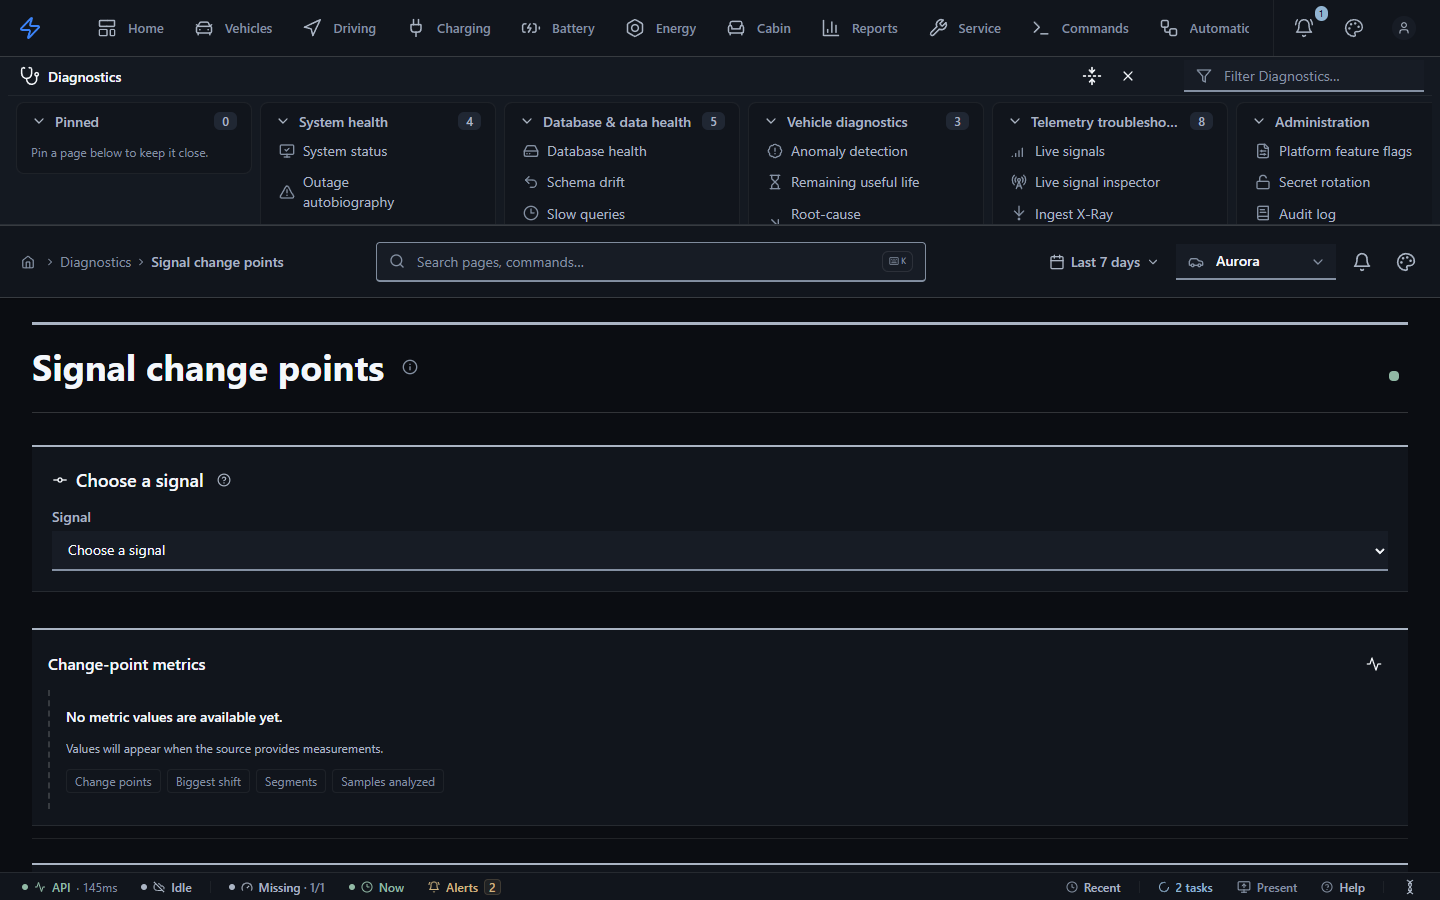 Home Vehicles Driving Charging Battery Energy Cabin Reports Service Commands Automatic 1
Diagnostics Filter Diagnostics...
Pinned 0 System health 4 Database & data health 5 Vehicle diagnostics 3 Telemetry troublesho... 8 Administration
Pin a page below to keep it close. System status Database health Anomaly detection Live signals Platform feature flags
Outage autobiography Schema drift Remaining useful life Live signal inspector Secret rotation
Slow queries Root-cause Ingest X-Ray Audit log
Diagnostics Signal change points Search pages, commands... K Last 7 days Aurora
Signal change points
Choose a signal
Signal
Choose a signal
Change-point metrics
No metric values are available yet.
Values will appear when the source provides measurements.
Change points Biggest shift Segments Samples analyzed
API · 145ms Idle Missing · 1/1 Now Alerts 2 Recent 2 tasks Present Help